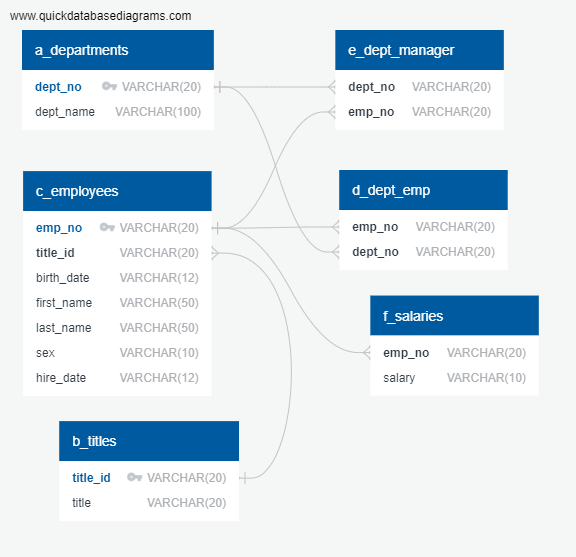 www.quickdatabasediagrams.com
a_departments
dept_no VARCHAR(20)
dept_name VARCHAR(100)
e_dept_manager
dept_no VARCHAR(20)
emp_no VARCHAR(20)
c_employees
emp_no VARCHAR(20)
title_id VARCHAR(20)
birth_date VARCHAR(12)
first_name VARCHAR(50)
last_name VARCHAR(50)
sex VARCHAR(10)
hire_date VARCHAR(12)
d_dept_emp
emp_no VARCHAR(20)
dept_no VARCHAR(20)
f_salaries
emp_no VARCHAR(20)
salary VARCHAR(10)
b_titles
title_id VARCHAR(20)
title VARCHAR(20)